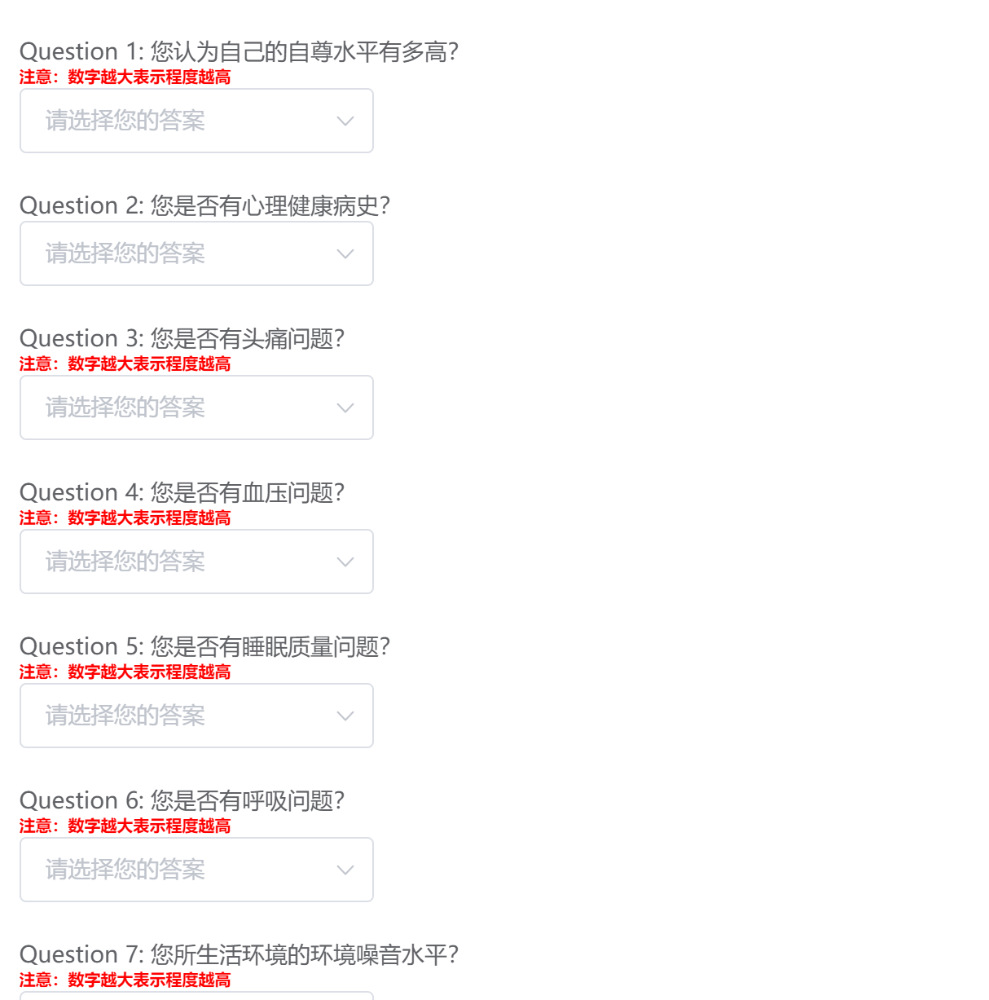 Question 1: 您认为自己的自尊水平有多高？
注意：数字越大表示程度越高
请选择您的答案
Question 2: 您是否有心理健康病史？
请选择您的答案
Question 3: 您是否有头痛问题？
注意：数字越大表示程度越高
请选择您的答案
Question 4: 您是否有血压问题？
注意：数字越大表示程度越高
请选择您的答案
Question 5: 您是否有睡眠质量问题？
注意：数字越大表示程度越高
请选择您的答案
Question 6: 您是否有呼吸问题？
注意：数字越大表示程度越高
请选择您的答案
Question 7: 您所生活环境的环境噪音水平？
注意：数字越大表示程度越高